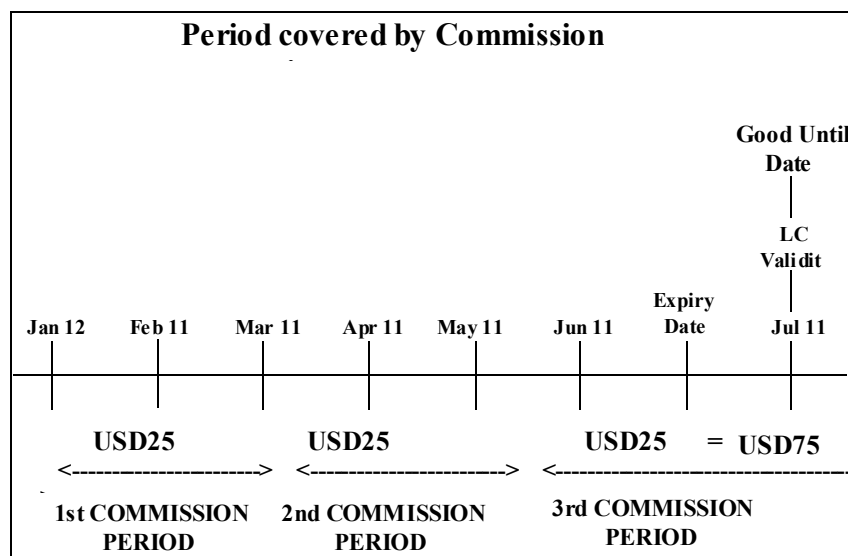 Period covered by Commission
Good Until
Date
LC
Validit
Expiry
Date
Jan 12 Feb 11 Mar 11 Apr 11 May 11 Jun 11 Jul 11
USD25 USD25 USD25 = USD75
<-----------------------> <-----------------------> <-----------------------------------
1st COMMISSION PERIOD
2nd COMMISSION PERIOD
3rd COMMISSION PERIOD